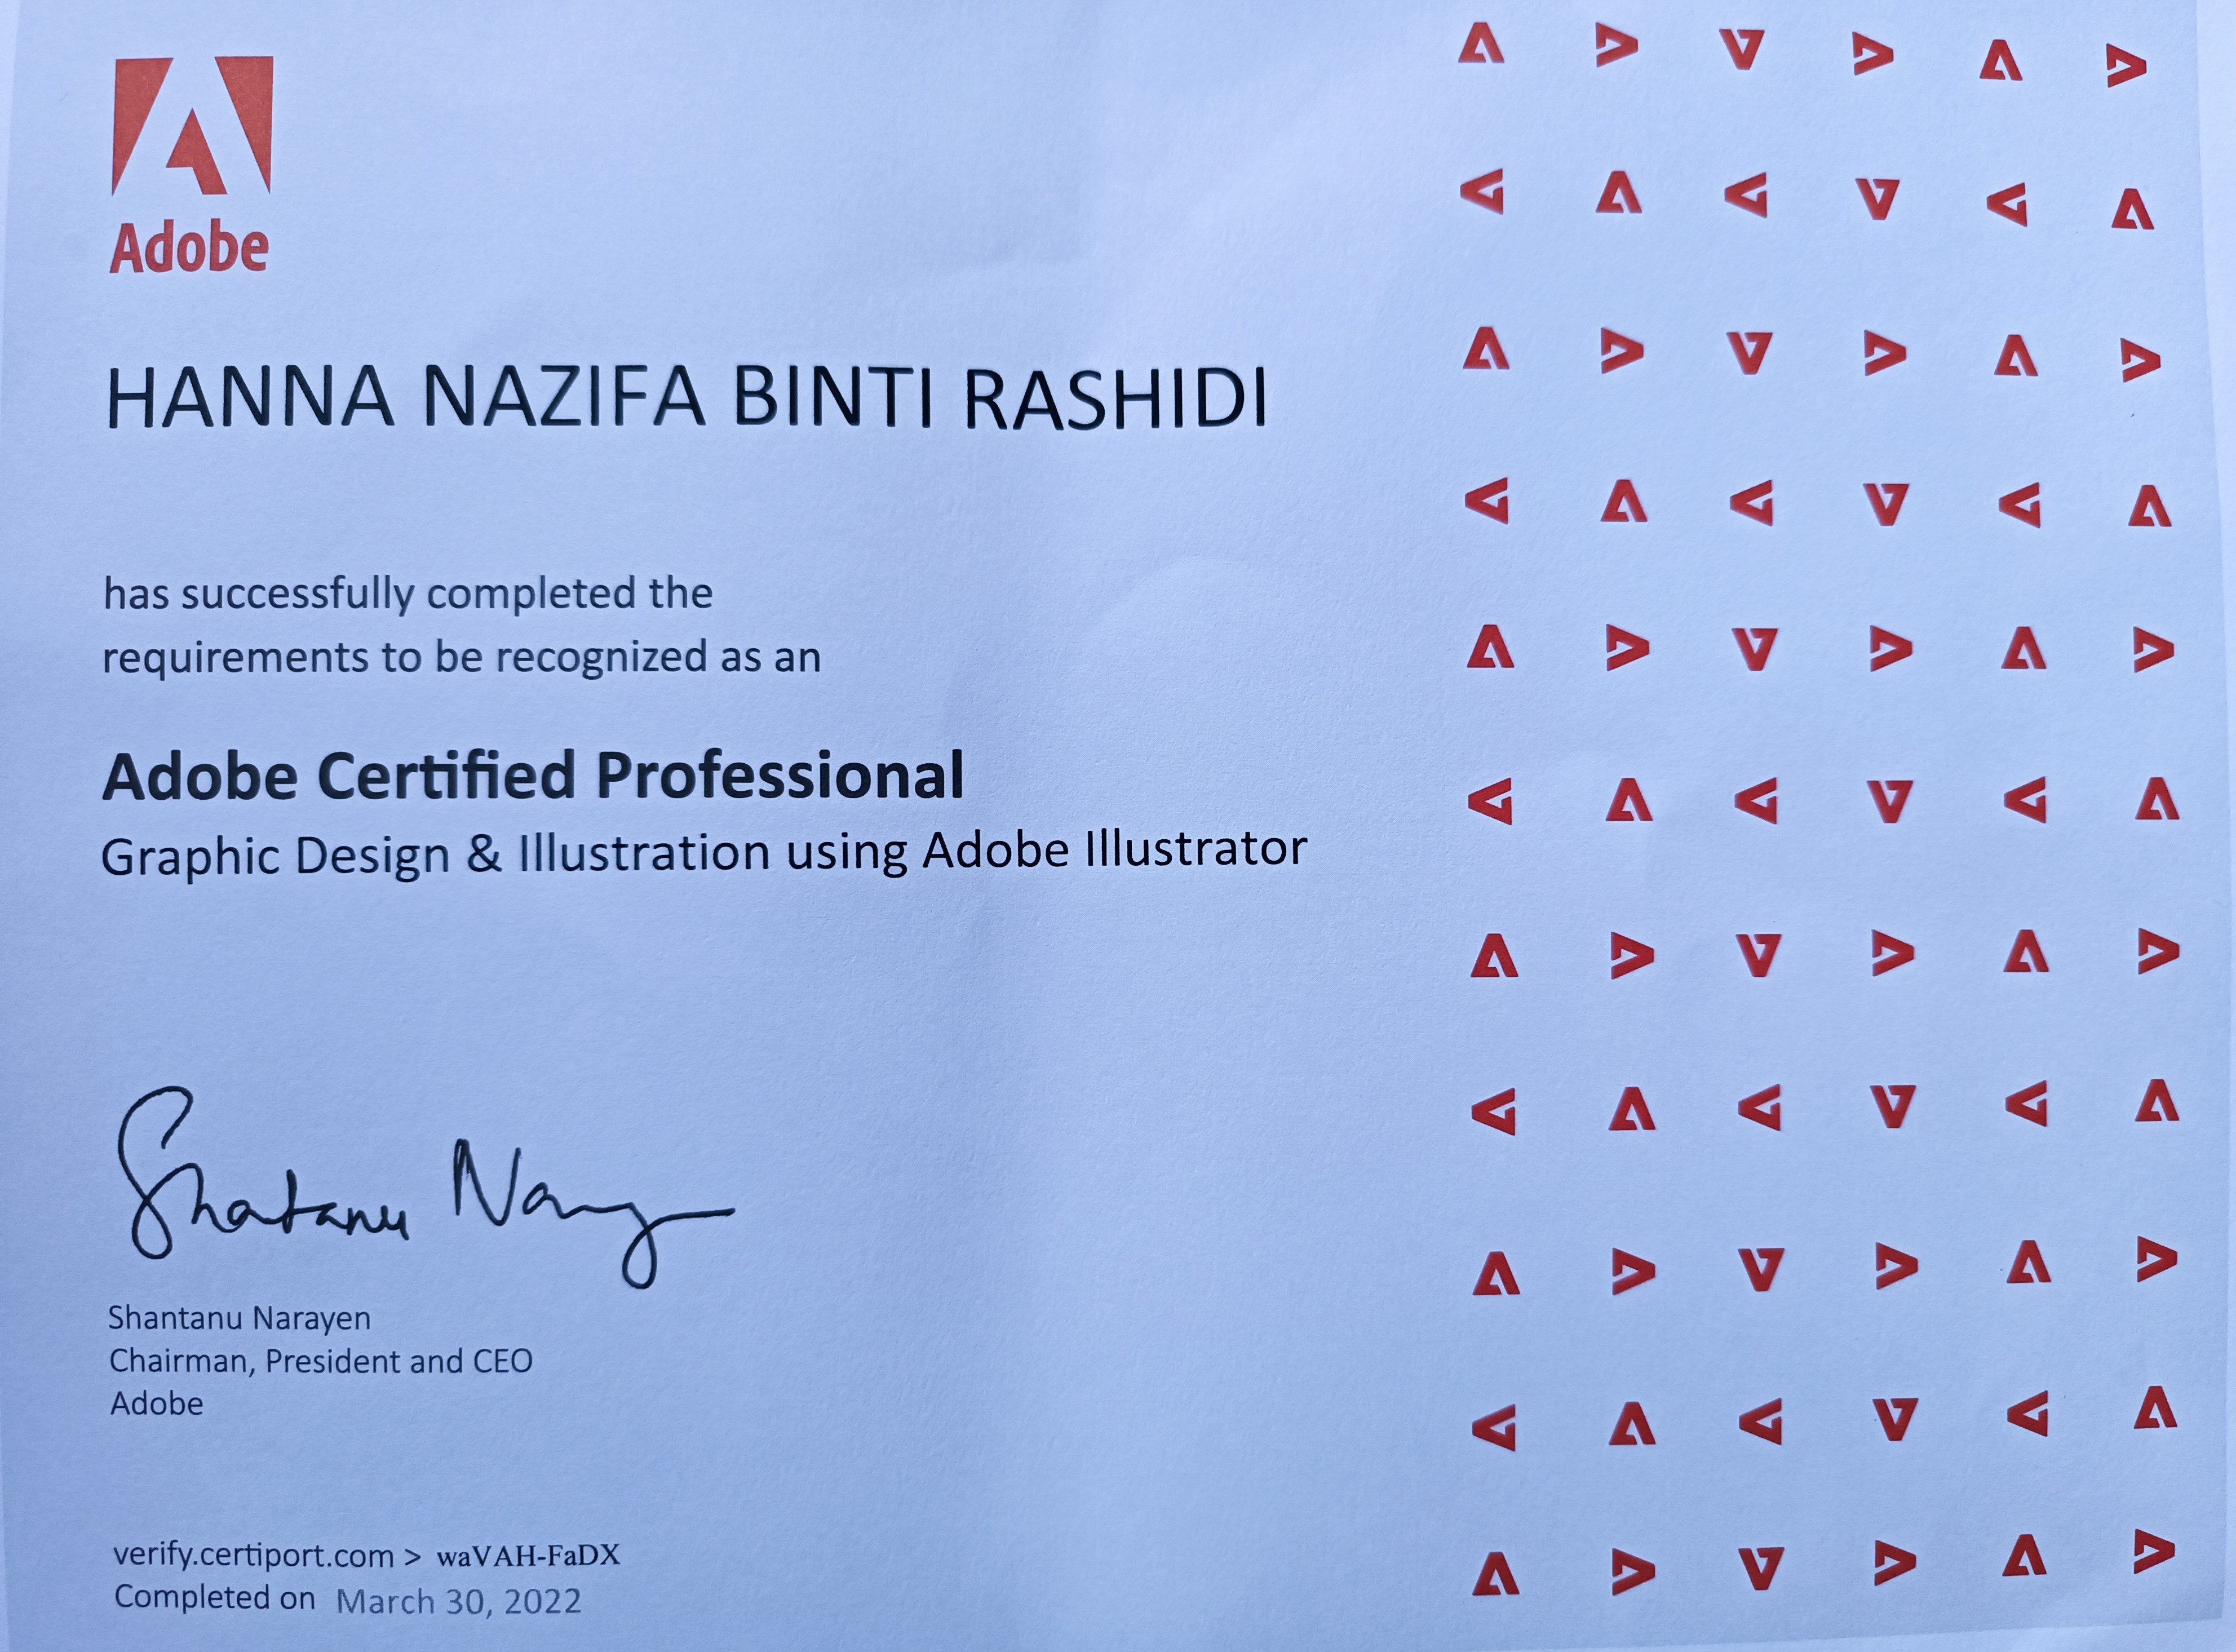 Adobe
HANNA NAZIFA BINTI RASHIDI
has successfully completed the
requirements to be recognized as an
Adobe Certified Professional
Graphic Design & Illustration using Adobe Illustrator
Shantanu Naray
Shantanu Narayen
Chairman, President and CEO
Adobe
verify.certiport.com > waVAH-FaDX
Completed on March 30, 2022